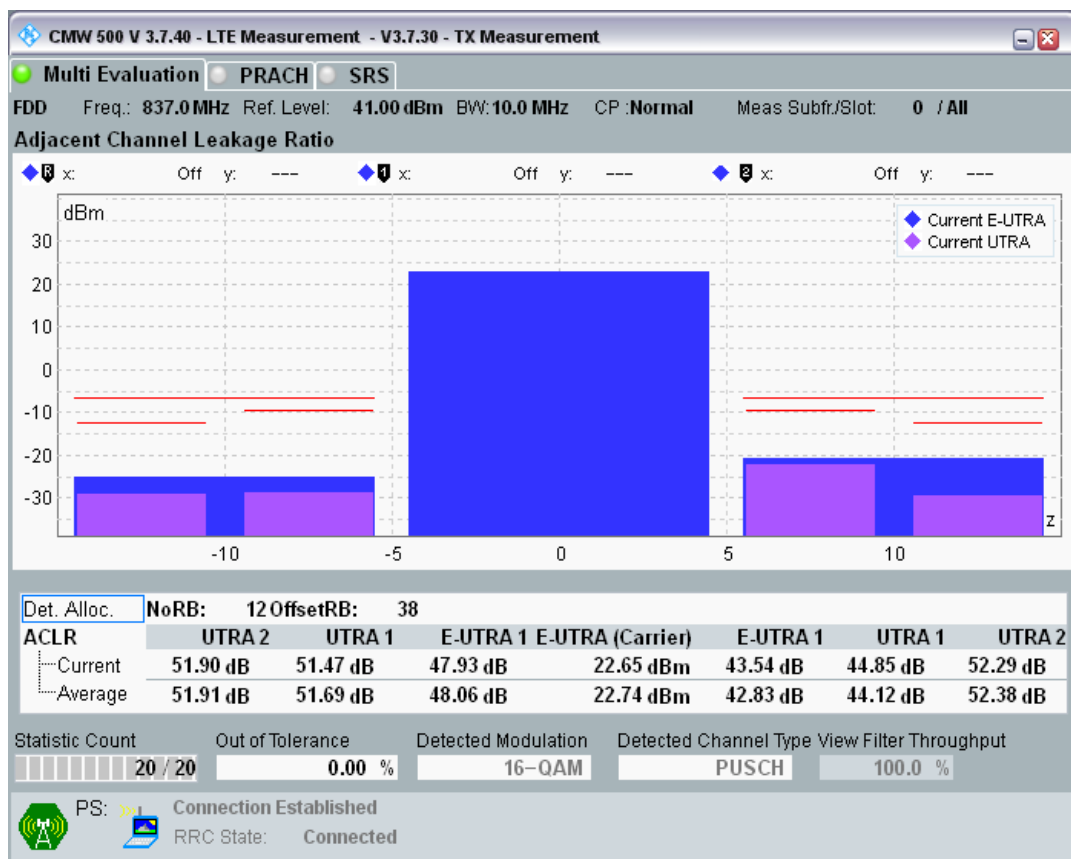 CMW 500 V 3.7.40 - LTE Measurement - V3.7.30 - TX Measurement
Multi Evaluation PRACH SRS
FDD Freq.: 837.0 MHz Ref. Level: 41.00 dBm BW: 10.0 MHz CP :Normal Meas Subfr./Slot: 0 / All
Adjacent Channel Leakage Ratio
R x: Off y: --- 1 x: Off y: --- 2 x: Off y: ---
dBm
Current E-UTRA
Current UTRA
30
20
10
0
-10
-20
-30
z
-10 -5 0 5 10
Det. Alloc. NoRB: 12 OffsetRB: 38
ACLR UTRA 2 UTRA 1 E-UTRA 1 E-UTRA (Carrier) E-UTRA 1 UTRA 1 UTRA 2
Current 51.90 dB 51.47 dB 47.93 dB 22.65 dBm 43.54 dB 44.85 dB 52.29 dB
Average 51.91 dB 51.69 dB 48.06 dB 22.74 dBm 42.83 dB 44.12 dB 52.38 dB
Statistic Count Out of Tolerance Detected Modulation Detected Channel Type View Filter Throughput
20 / 20 0.00 % 16-QAM PUSCH 100.0 %
PS: Connection Established
RRC State: Connected